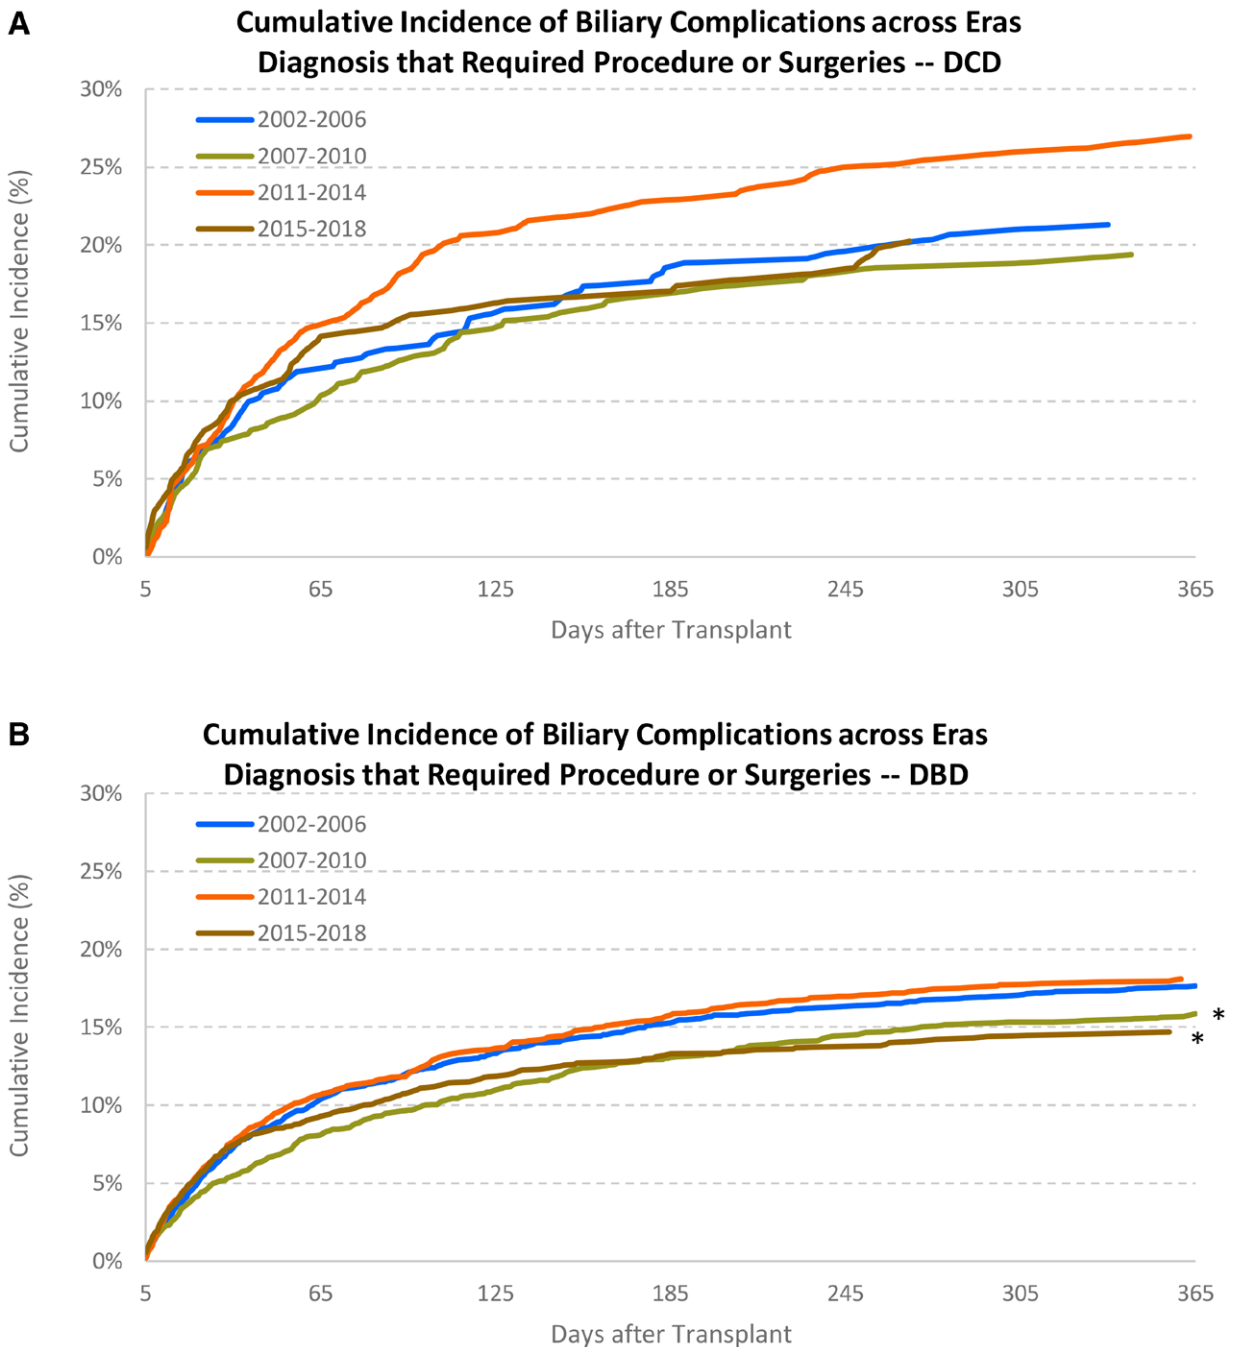 A
Cumulative Incidence of Biliary Complications across Eras
Diagnosis that Required Procedure or Surgeries -- DCD
30%
25%
20%
15%
10%
5%
0%
Cumulative Incidence (%)
2002-2006
2007-2010
2011-2014
2015-2018
5 65 125 185 245 305 365
Days after Transplant
B
Cumulative Incidence of Biliary Complications across Eras
Diagnosis that Required Procedure or Surgeries -- DBD
30%
25%
20%
15%
10%
5%
0%
Cumulative Incidence (%)
2002-2006
2007-2010
2011-2014
2015-2018
*
*
5 65 125 185 245 305 365
Days after Transplant